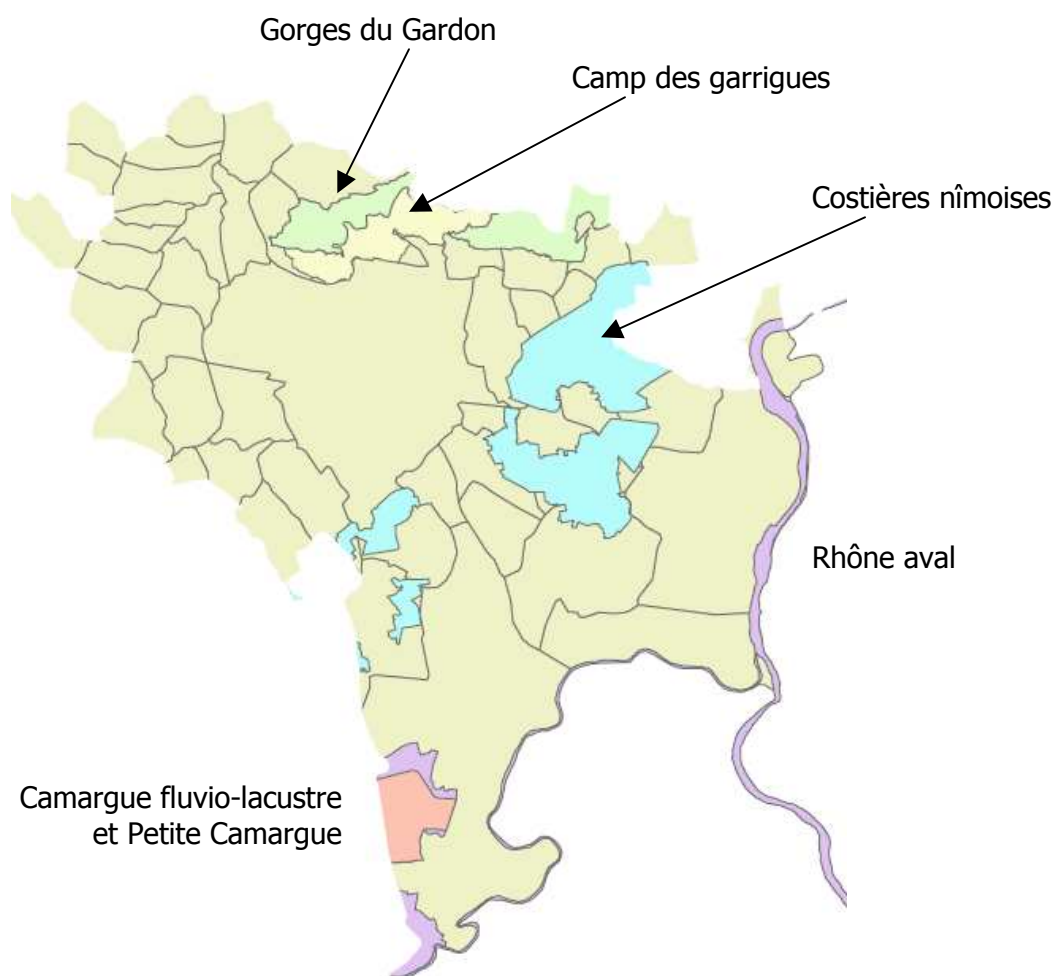 Gorges du Gardon
Camp des garrigues
Costières nîmoises
Rhône aval
Camargue fluvio-lacustre
et Petite Camargue